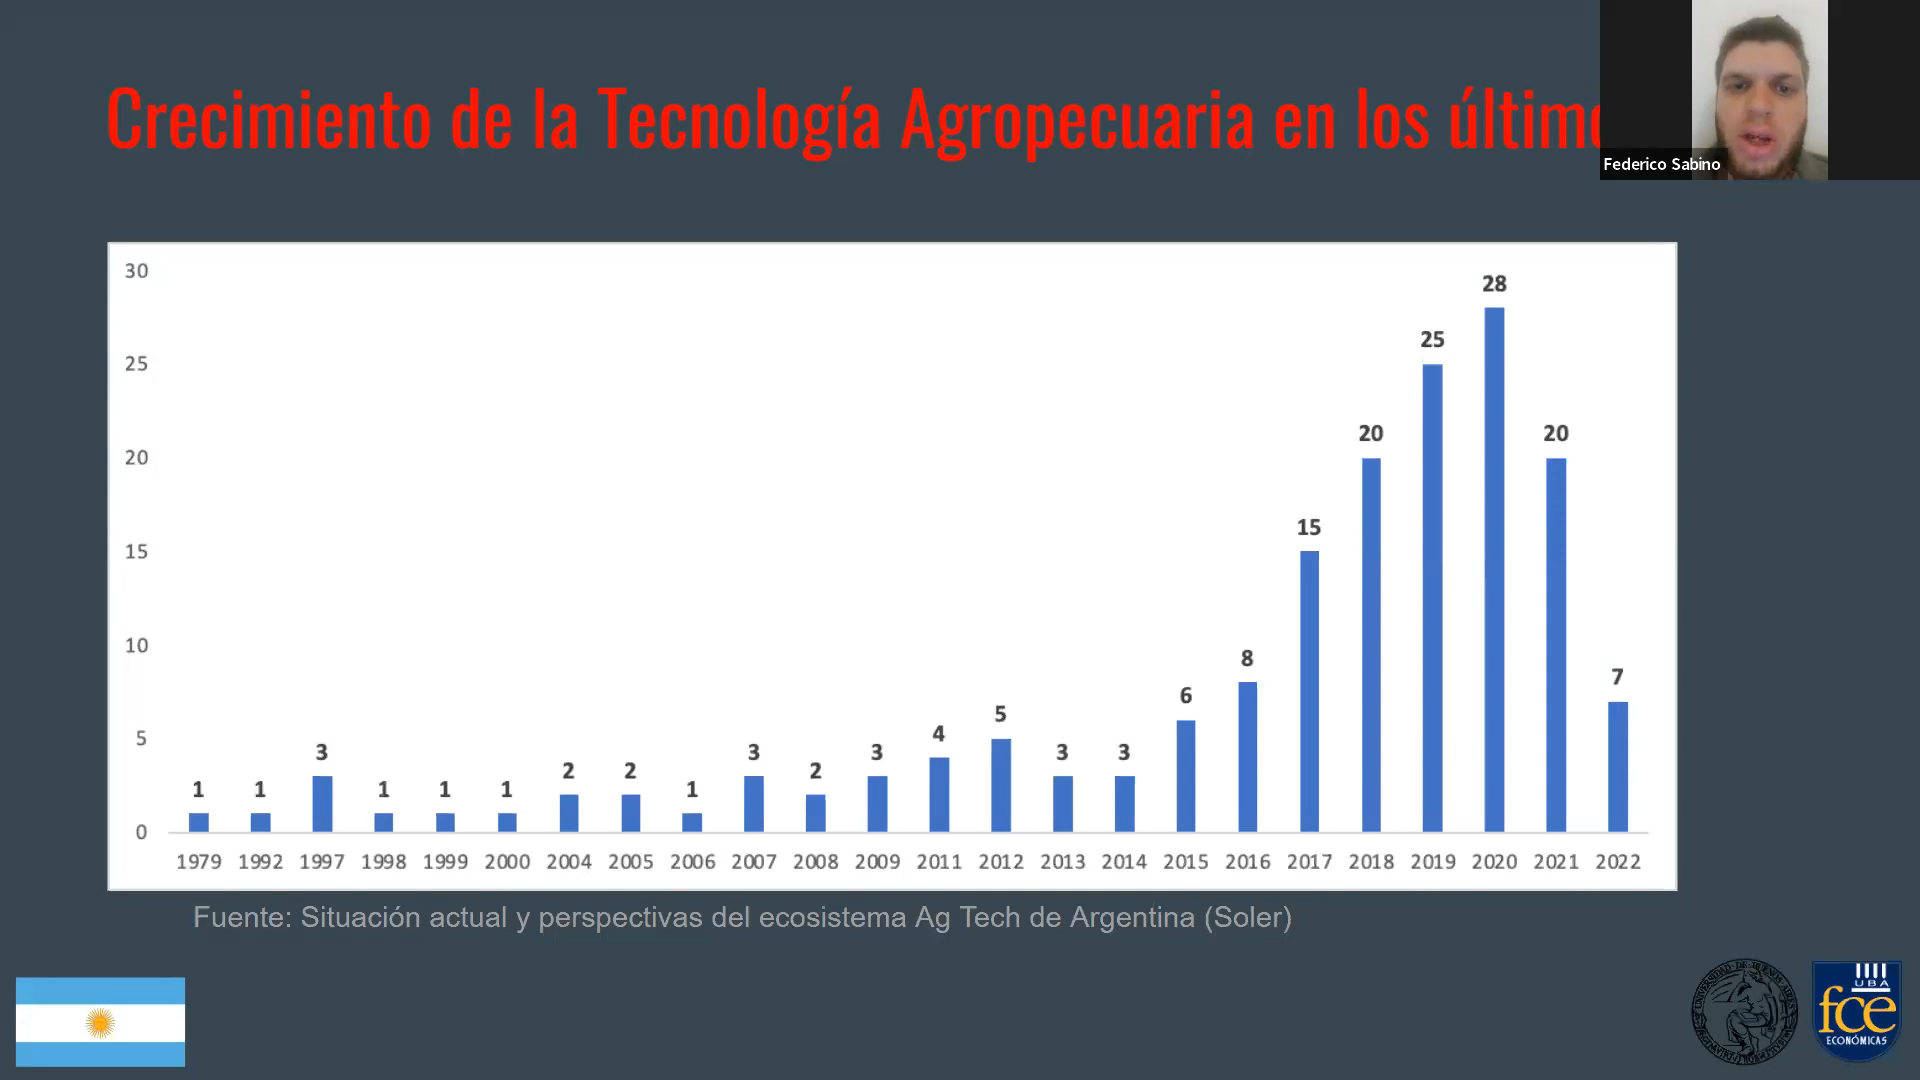 Crecimiento de la Tecnología Agropecuaria en los
Federico Sabino
30
25
20
15
10
5
0
1 1 3 1 1 1 2 2 1 3 2 3 4 5 3 3 6 8 15 20 25 28 20 7
1979 1992 1997 1998 1999 2000 2004 2005 2006 2007 2008 2009 2011 2012 2013 2014 2015 2016 2017 2018 2019 2020 2021 2022
Fuente: Situación actual y perspectivas del ecosistema Ag Tech de Argentina (Soler)
UBA
fce
ECONÓMICAS